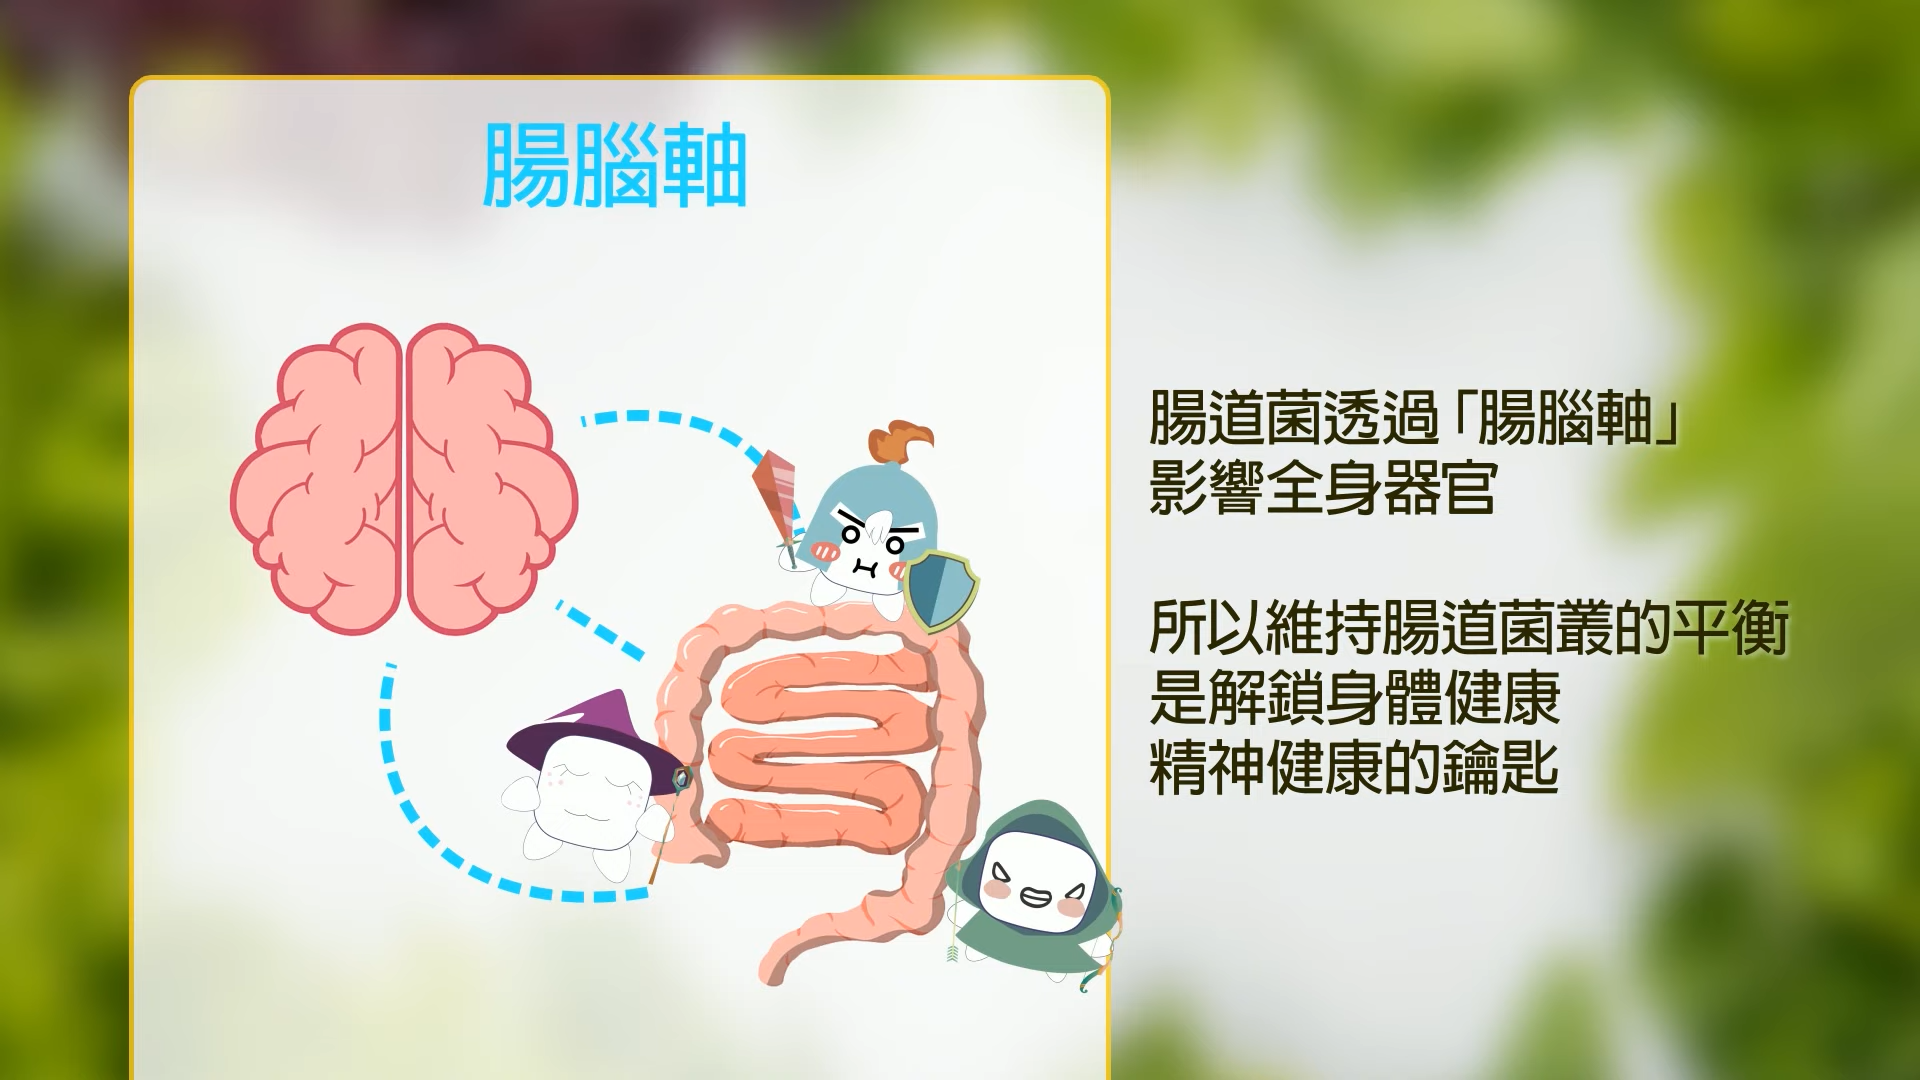 腸腦軸
腸道菌透過「腸腦軸」
影響全身器官
所以維持腸道菌叢的平衡
是解鎖身體健康
精神健康的鑰匙